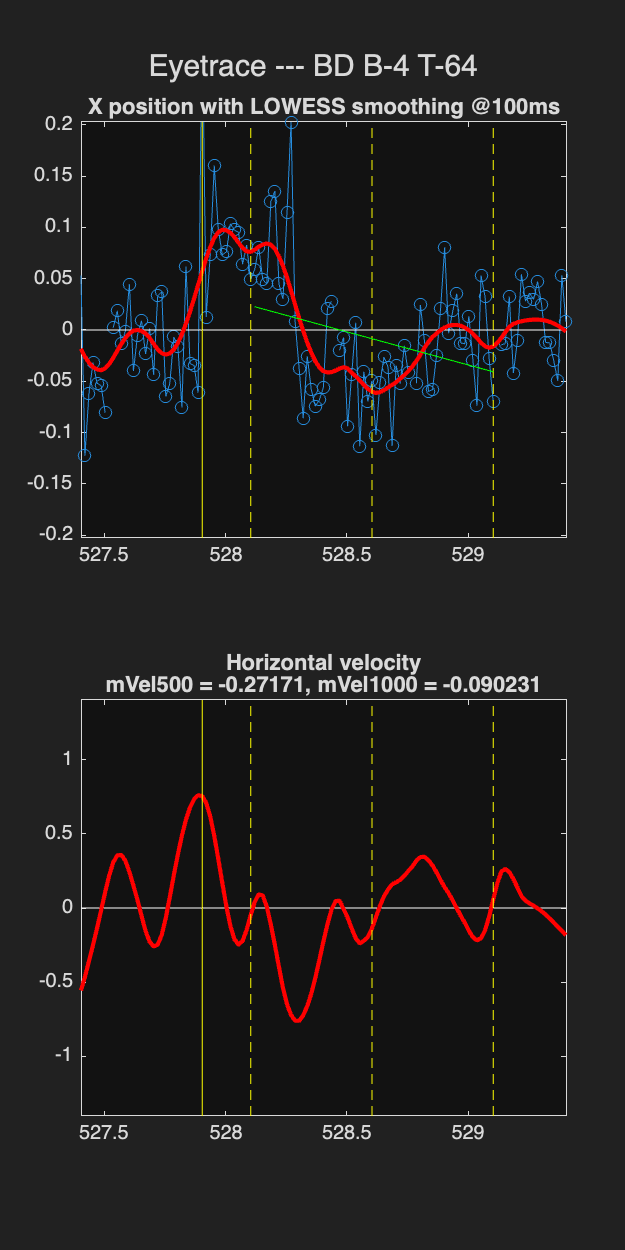 Eyetrace --- BD B-4 T-64
X position with LOWESS smoothing @100ms
0.2
0.15
0.1
0.05
0
-0.05
-0.1
-0.15
-0.2
527.5 528 528.5 529
Horizontal velocity
mVel500 = -0.27171, mVel1000 = -0.090231
1
0.5
0
-0.5
-1
527.5 528 528.5 529